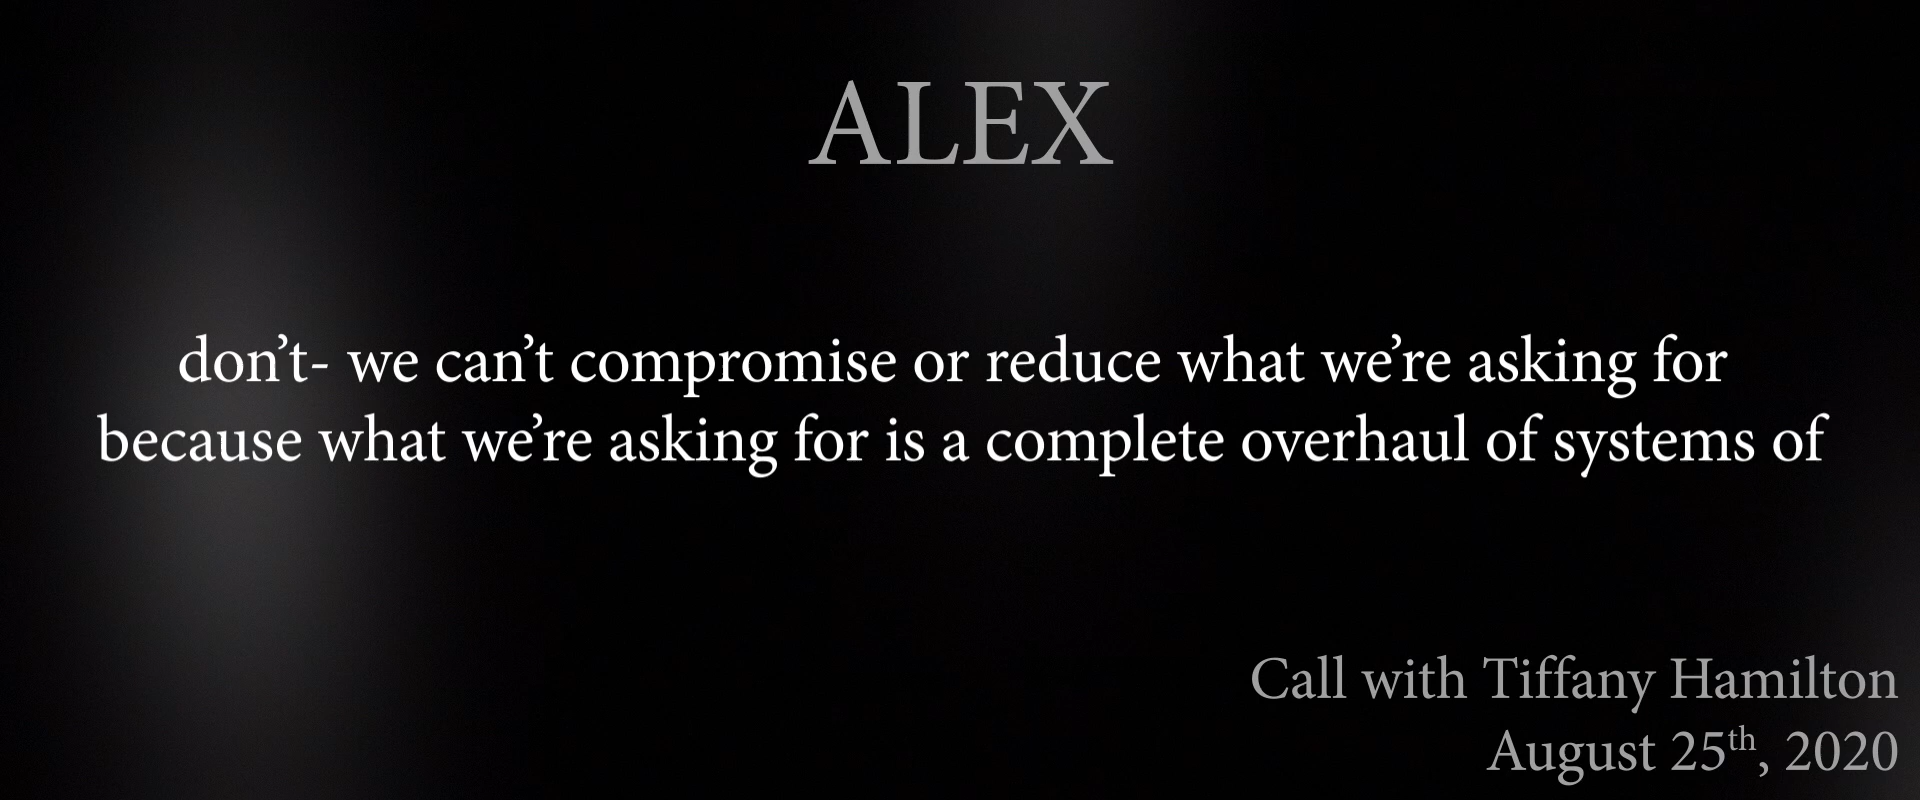 ALEX
don’t- we can’t compromise or reduce what we’re asking for
because what we’re asking for is a complete overhaul of systems of
Call with Tiffany Hamilton
August 25th, 2020